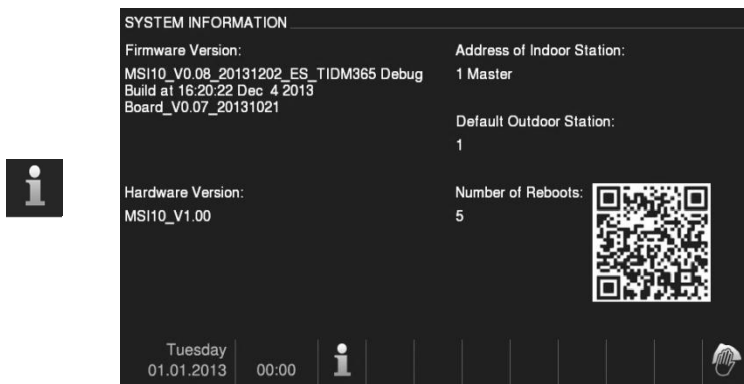 SYSTEM INFORMATION
Firmware Version:
MSI10_V0.08_20131202_ES_TIDM365 Debug
Build at 16:20:22 Dec 4 2013
Board_V0.07_20131021
Address of Indoor Station:
1 Master
Default Outdoor Station:
1
Hardware Version:
MSI10_V1.00
Number of Reboots:
5
Tuesday
01.01.2013
00:00